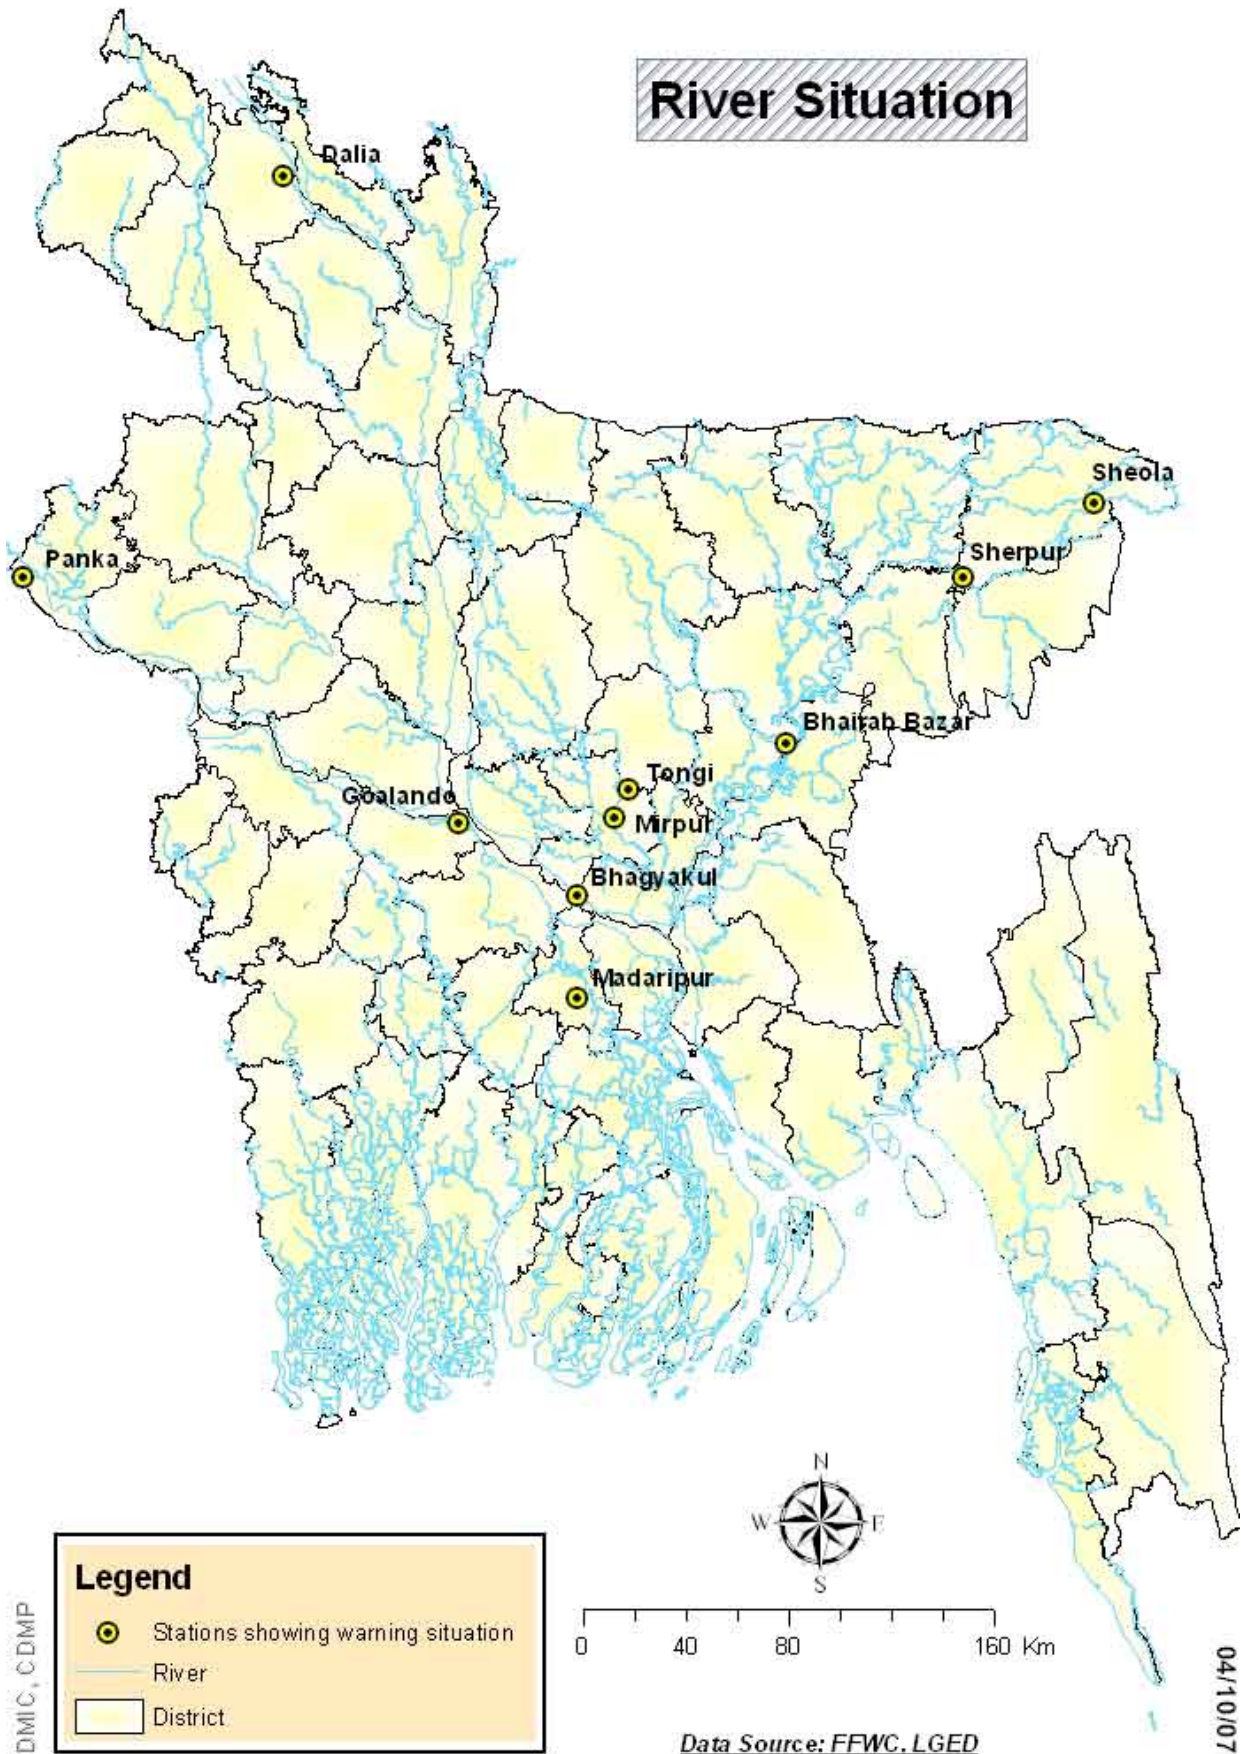 River Situation
Dalia
Sheola
Sherpur
Panka
Bhairab Bazar
Tongi
Goalando
Mirpur
Bhagyakul
Madaripur
N
W E
S
Legend
Stations showing warning situation
River
District
0 40 80 160 Km
Data Source: FFWC, LGED
DMIC, CDMP
04/10/07